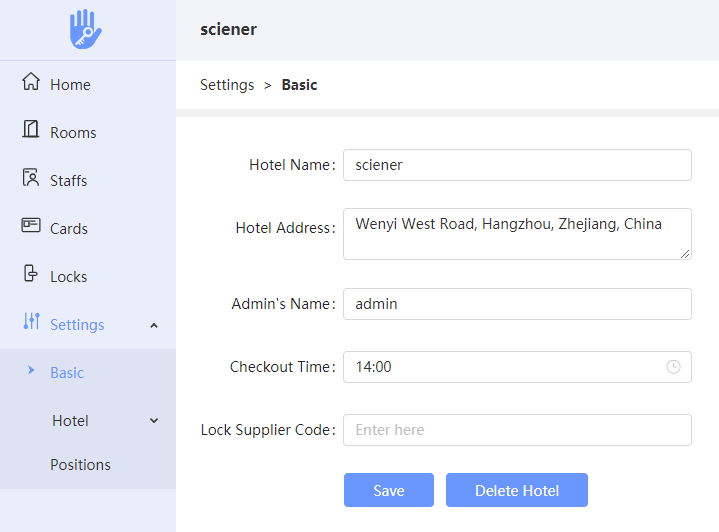 sciener
Home
Rooms
Staffs
Cards
Locks
Settings
Basic
Hotel
Positions
Settings > Basic
Hotel Name: sciener
Hotel Address: Wenyi West Road, Hangzhou, Zhejiang, China
Admin's Name: admin
Checkout Time: 14:00
Lock Supplier Code: Enter here
Save Delete Hotel